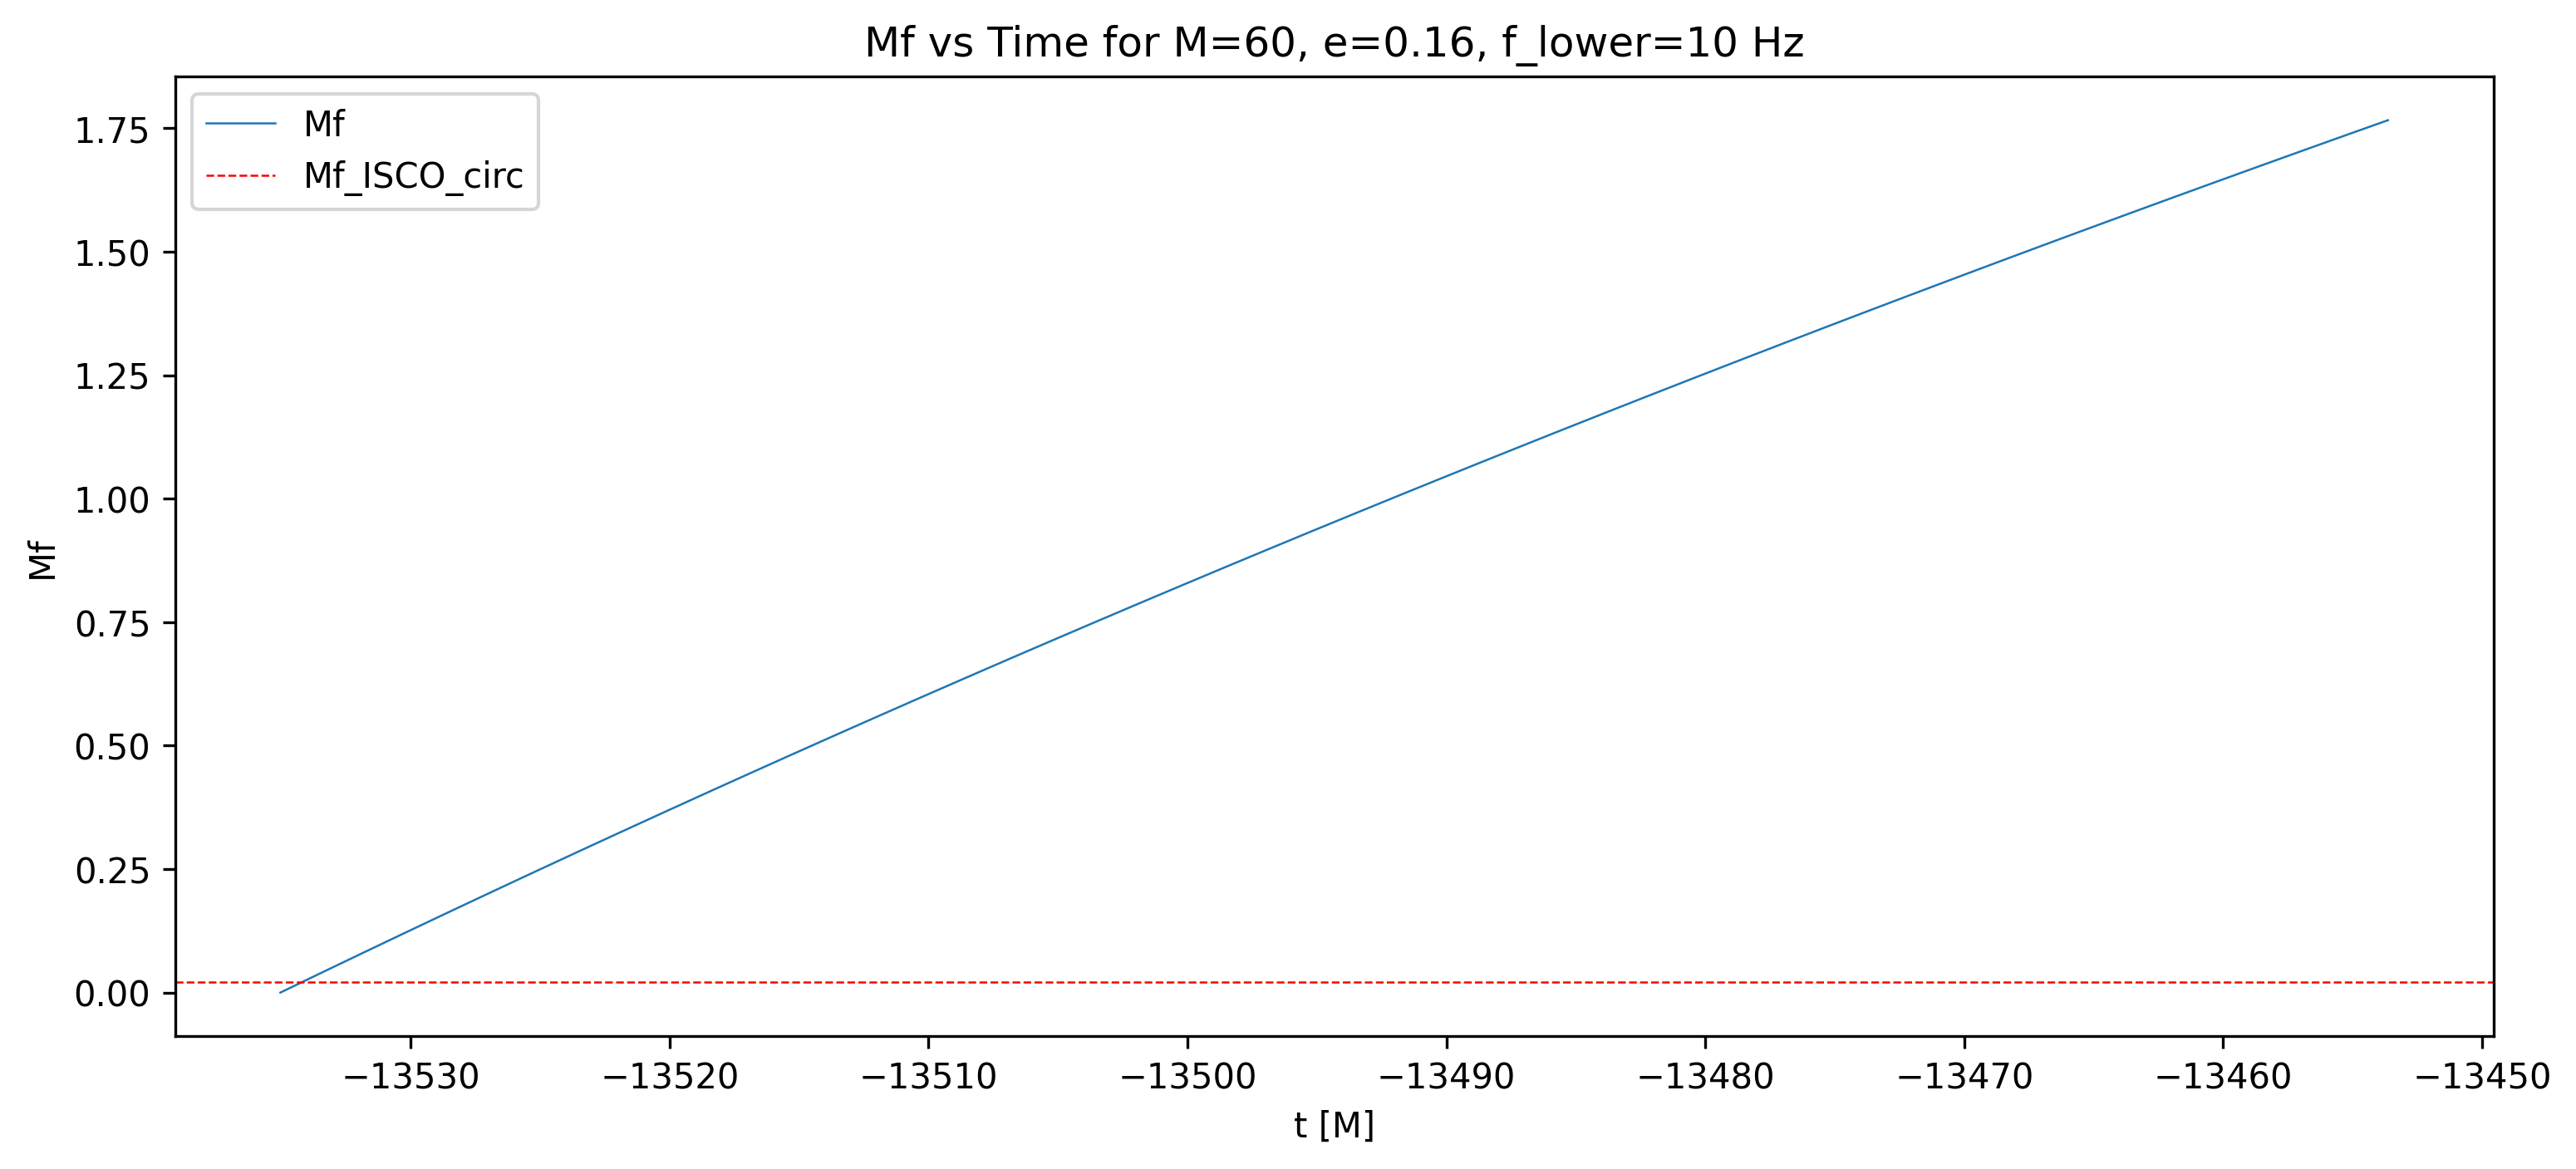 Mf vs Time for M=60, e=0.16, f_lower=10 Hz
Mf
Mf_ISCO_circ
1.75
1.50
1.25
1.00
0.75
0.50
0.25
0.00
Mf
−13530 −13520 −13510 −13500 −13490 −13480 −13470 −13460 −13450
t [M]